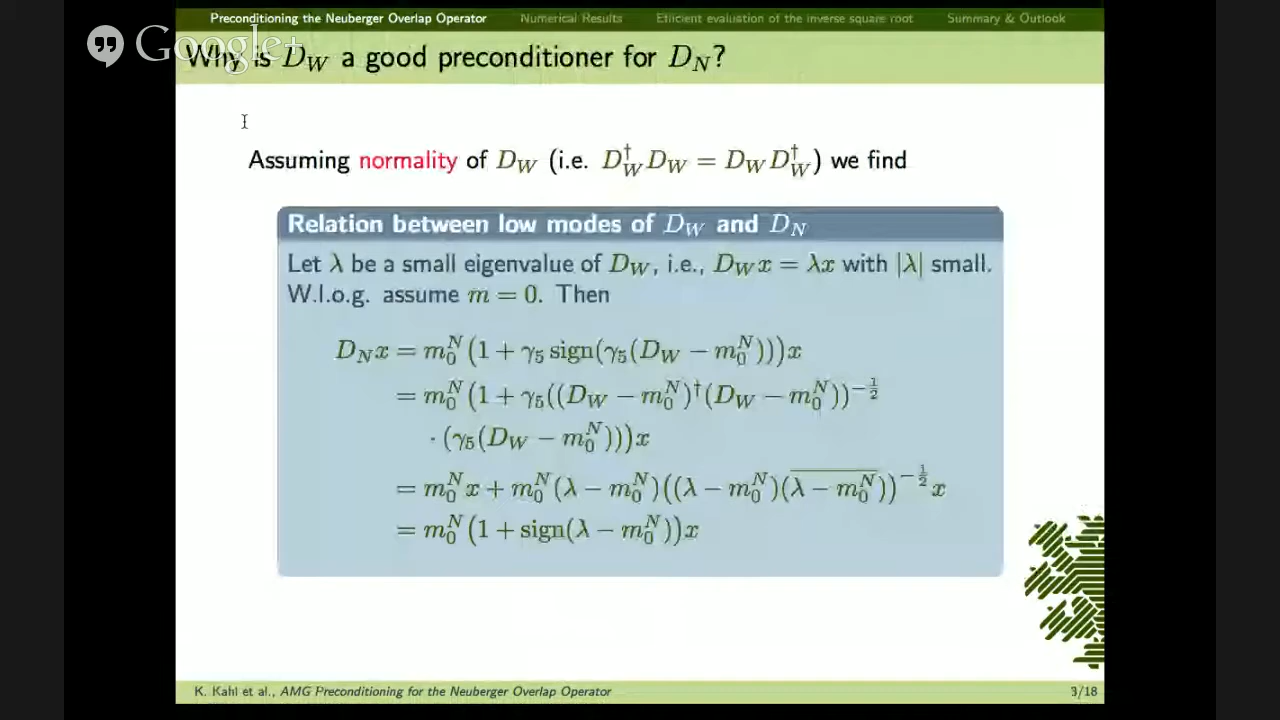 Preconditioning the Neuberger Overlap Operator Numerical Results Efficient evaluation of the inverse square root Summary & Outlook
Google+
Why is D_W a good preconditioner for D_N?
Assuming normality of D_W (i.e. D_W^† D_W = D_W D_W^†) we find
Relation between low modes of D_W and D_N
Let λ be a small eigenvalue of D_W, i.e., D_W x = λx with |λ| small.
W.l.o.g. assume m = 0. Then
D_N x = m_0^N (1 + γ_5 sign(γ_5(D_W − m_0^N)))x
= m_0^N (1 + γ_5((D_W − m_0^N)^†(D_W − m_0^N))^{−1/2}
· (γ_5(D_W − m_0^N)))x
= m_0^N x + m_0^N (λ − m_0^N)((λ − m_0^N)(\overline{λ − m_0^N}))^{−1/2} x
= m_0^N (1 + sign(λ − m_0^N))x
K. Kahl et al., AMG Preconditioning for the Neuberger Overlap Operator 3/18